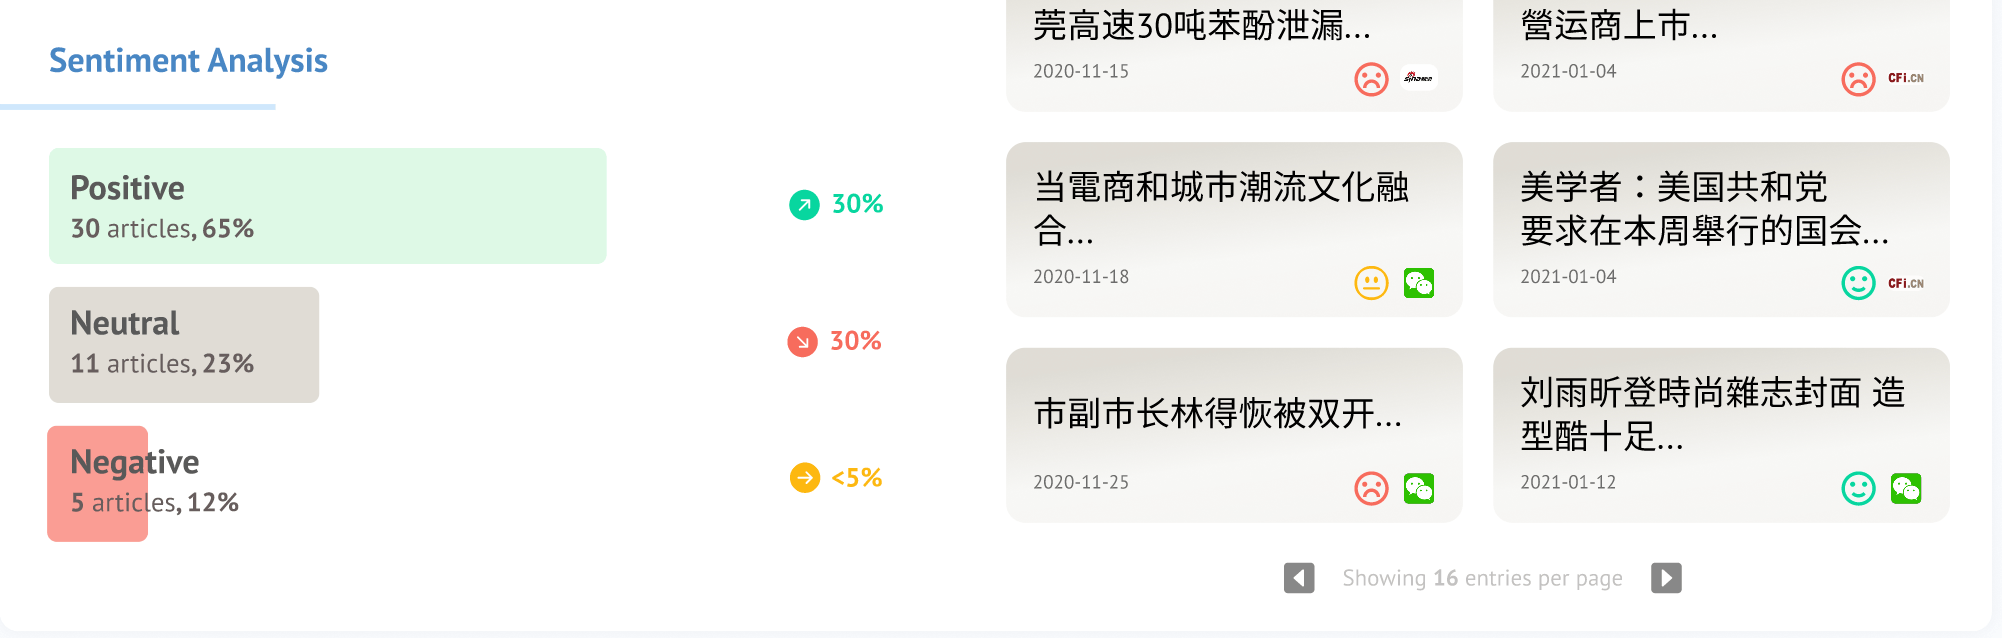 Sentiment Analysis
Positive
30 articles, 65%
30%
Neutral
11 articles, 23%
30%
Negative
5 articles, 12%
<5%
莞高速30吨苯酚泄漏...
2020-11-15
營运商上市...
2021-01-04
CFi.CN
当電商和城市潮流文化融
合...
2020-11-18
美学者：美国共和党
要求在本周舉行的国会...
2021-01-04
CFi.CN
市副市长林得恢被双开...
2020-11-25
刘雨昕登時尚雜志封面 造
型酷十足...
2021-01-12
Showing 16 entries per page